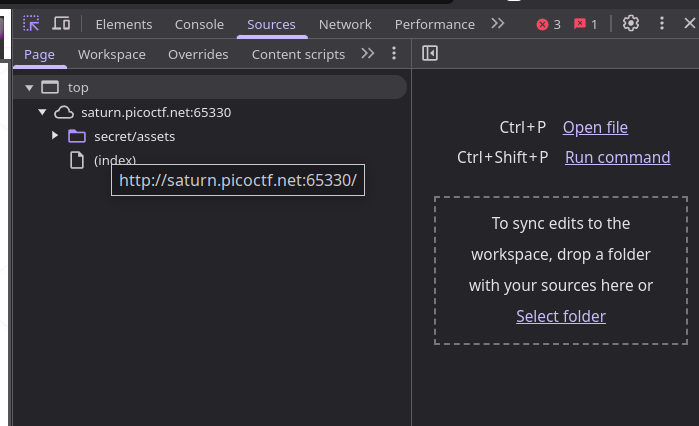 Elements Console Sources Network Performance 3 1
Page Workspace Overrides Content scripts
top
saturn.picoctf.net:65330
secret/assets
(index)
http://saturn.picoctf.net:65330/
Ctrl+P Open file
Ctrl+Shift+P Run command
To sync edits to the
workspace, drop a folder
with your sources here or
Select folder